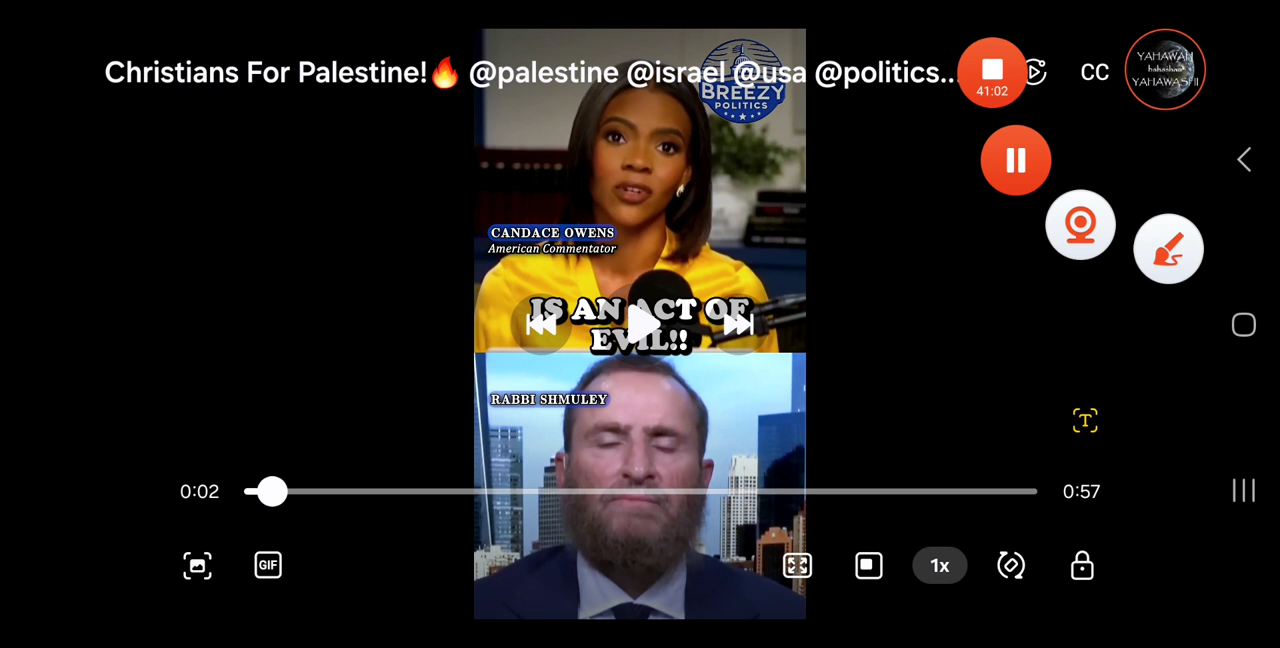 Christians For Palestine!🔥 @palestine @israel @usa @politics...
41:02
CC
YAHAWAH
bahasham
YAHAWASHI
BREEZY
POLITICS
CANDACE OWENS
American Commentator
IS AN ACT OF
EVIL!!
RABBI SHMULEY
T
0:02
0:57
GIF
1x